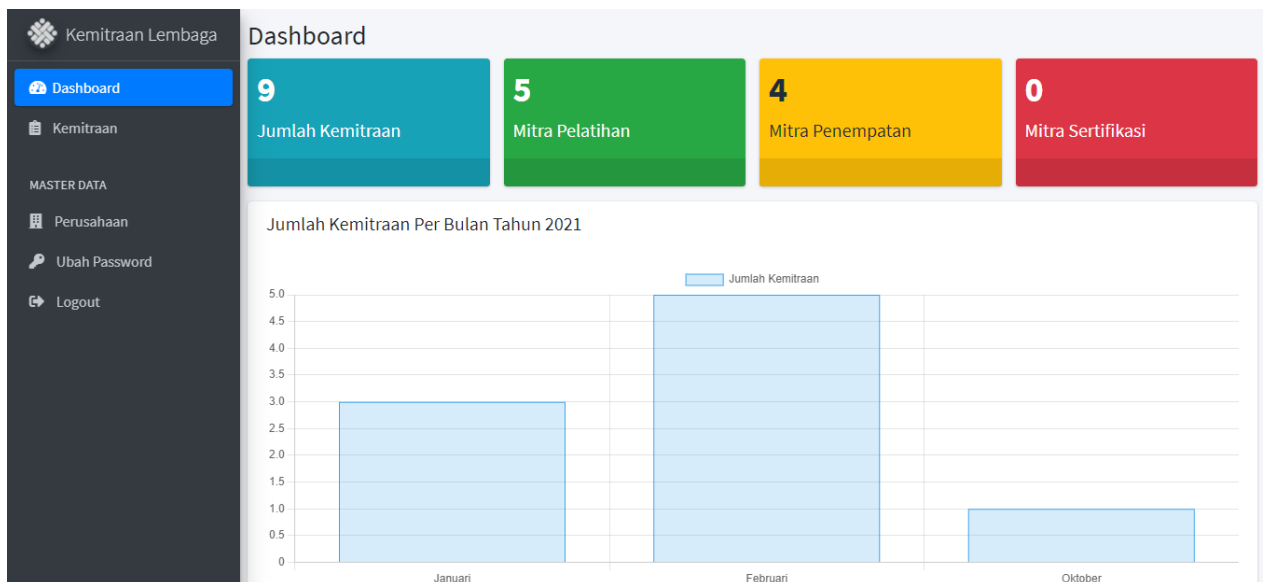 Kemitraan Lembaga
Dashboard
Kemitraan
MASTER DATA
Perusahaan
Ubah Password
Logout
Dashboard
9
Jumlah Kemitraan
5
Mitra Pelatihan
4
Mitra Penempatan
0
Mitra Sertifikasi
Jumlah Kemitraan Per Bulan Tahun 2021
Jumlah Kemitraan
5.0
4.5
4.0
3.5
3.0
2.5
2.0
1.5
1.0
0.5
0
Januari
Februari
Oktober